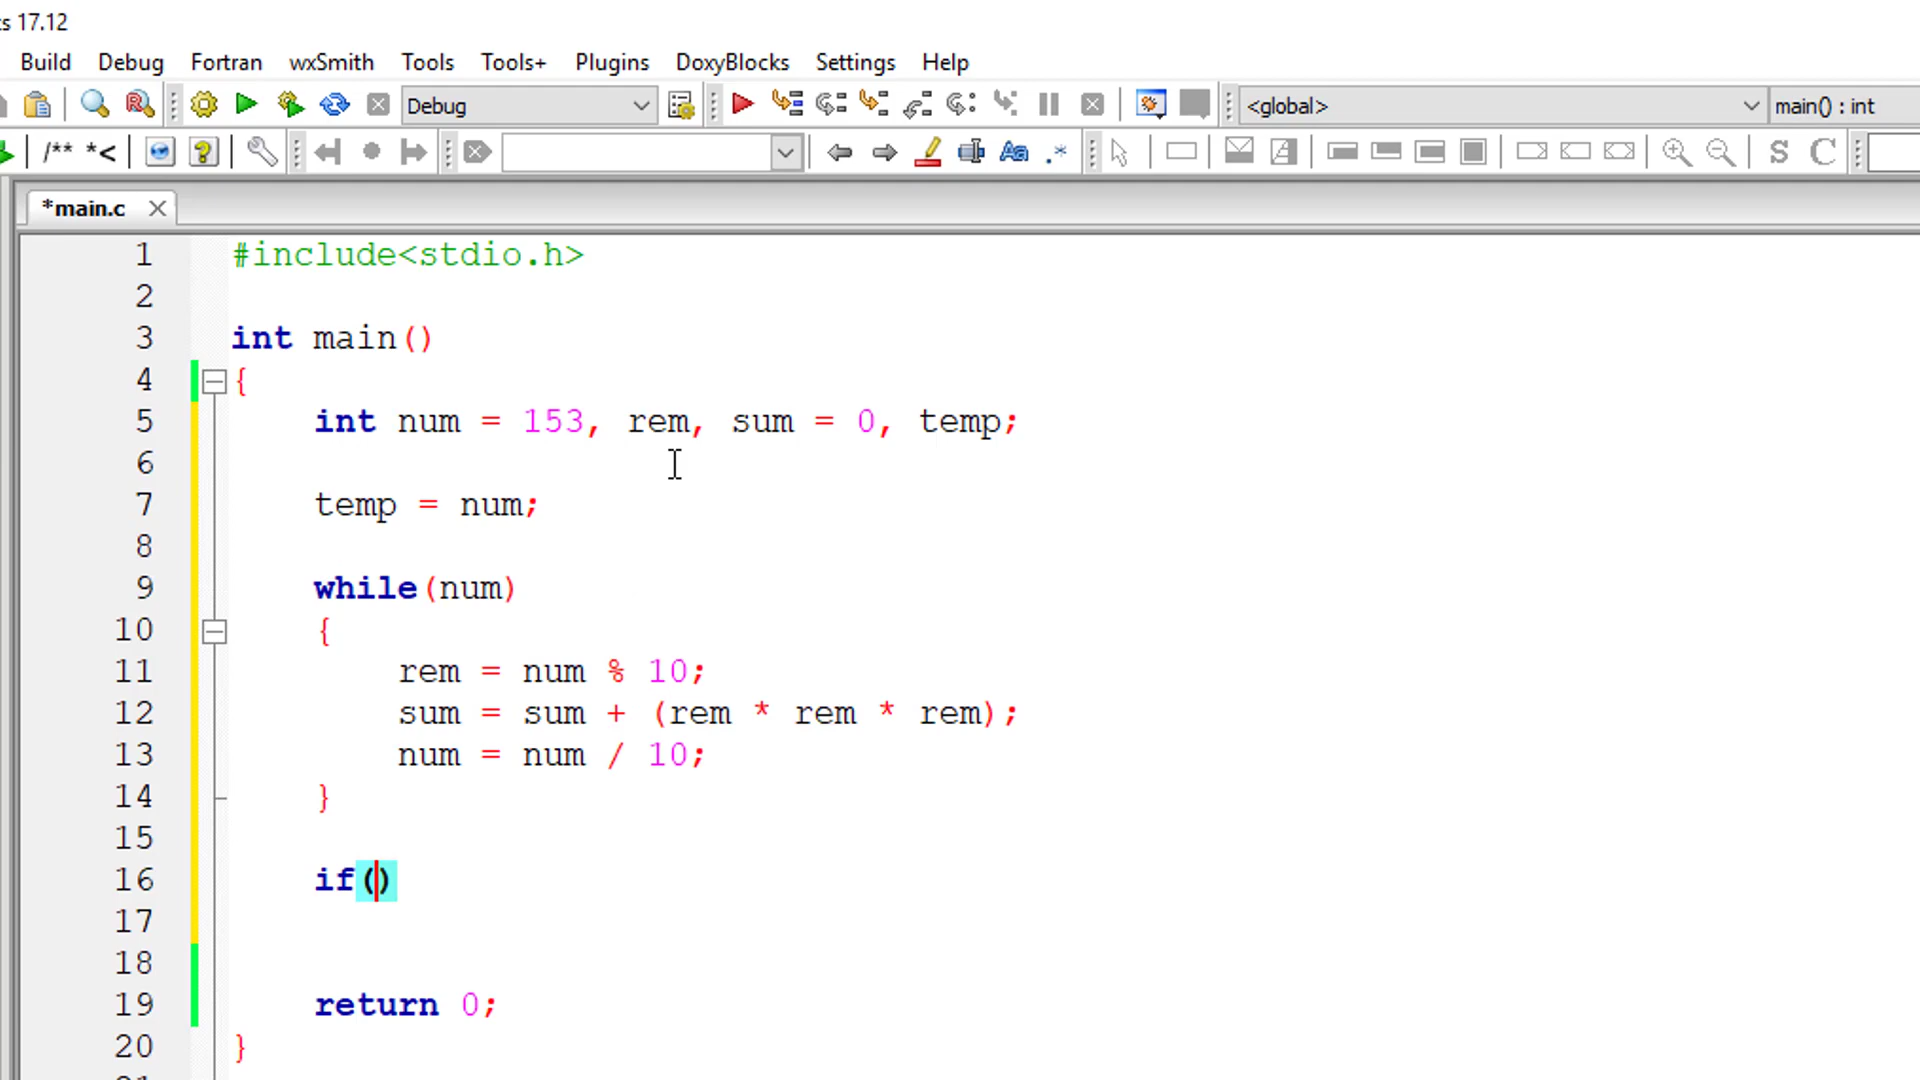 s 17.12
Build Debug Fortran wxSmith Tools Tools+ Plugins DoxyBlocks Settings Help
Debug <global> main() : int
/** *< Aa .* S C
*main.c
1 #include<stdio.h>
2
3 int main()
4 {
5 int num = 153, rem, sum = 0, temp;
6
7 temp = num;
8
9 while(num)
10 {
11 rem = num % 10;
12 sum = sum + (rem * rem * rem);
13 num = num / 10;
14 }
15
16 if()
17
18
19 return 0;
20 }